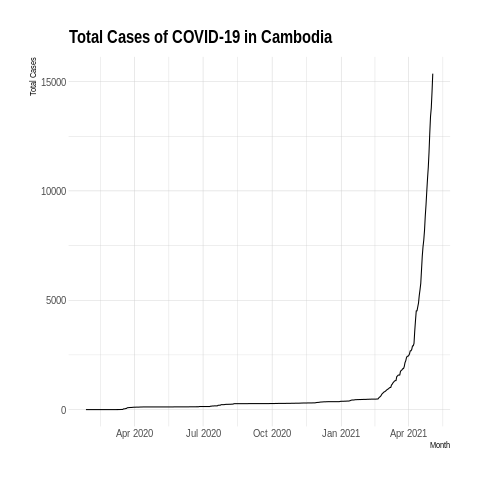 Total Cases of COVID-19 in Cambodia
Total Cases
15000
10000
5000
0
Apr 2020
Jul 2020
Oct 2020
Jan 2021
Apr 2021
Month